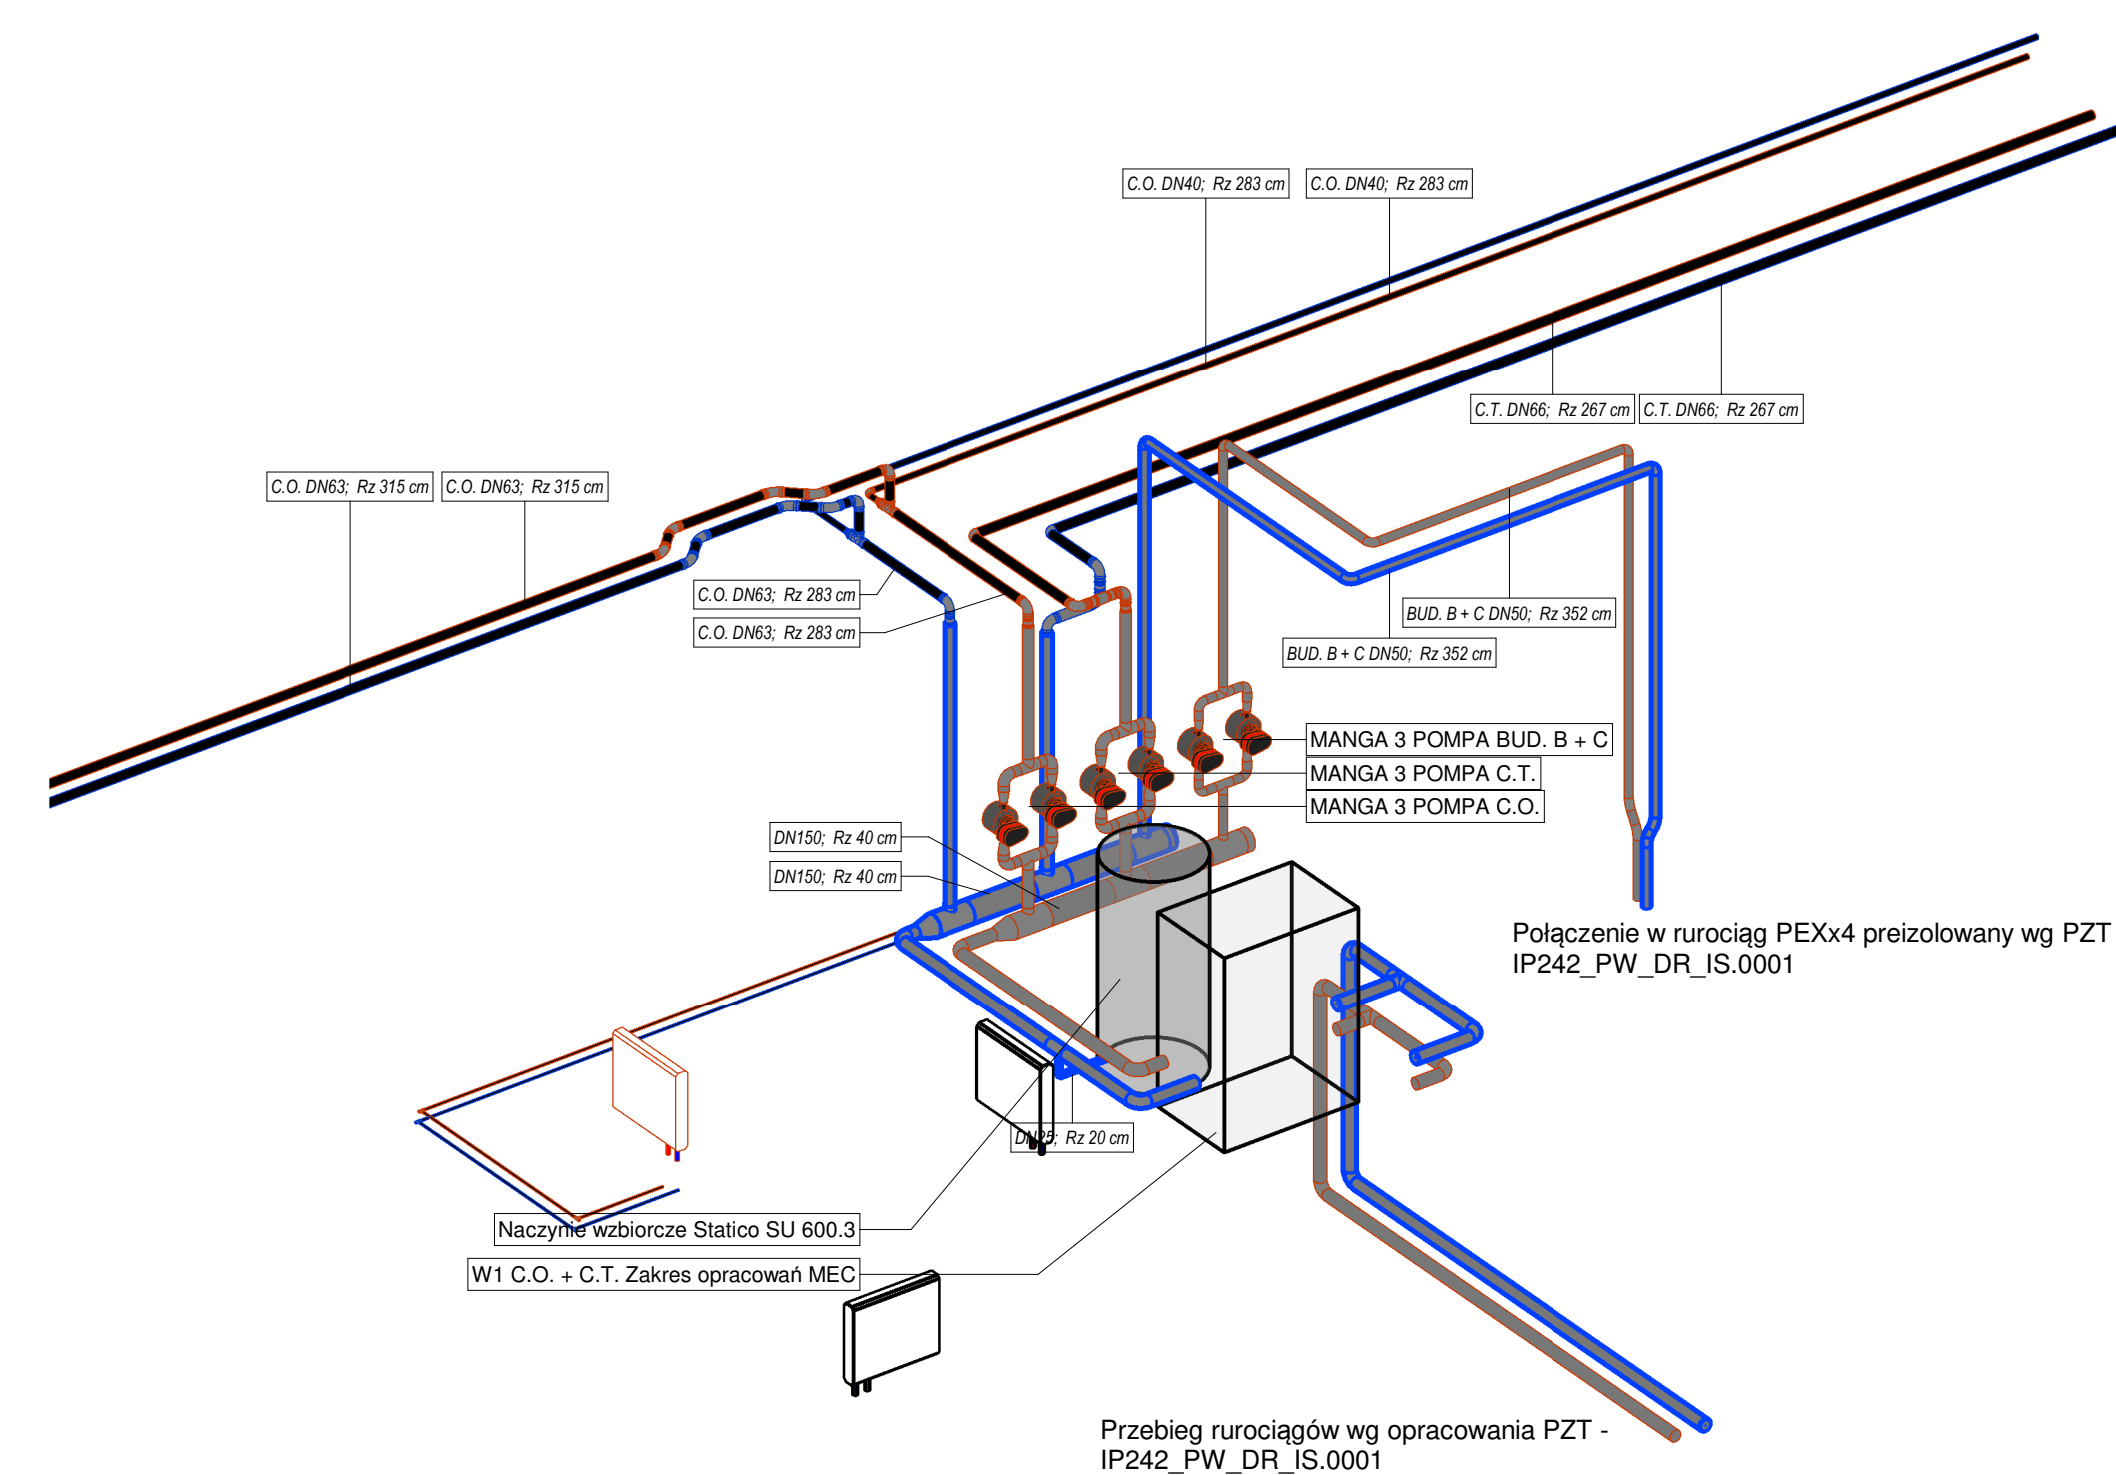 C.O. DN40; Rz 283 cm
C.O. DN40; Rz 283 cm
C.T. DN66; Rz 267 cm
C.T. DN66; Rz 267 cm
C.O. DN63; Rz 315 cm
C.O. DN63; Rz 315 cm
C.O. DN63; Rz 283 cm
C.O. DN63; Rz 283 cm
BUD. B + C DN50; Rz 352 cm
BUD. B + C DN50; Rz 352 cm
MANGA 3 POMPA BUD. B + C
MANGA 3 POMPA C.T.
MANGA 3 POMPA C.O.
DN150; Rz 40 cm
DN150; Rz 40 cm
Połączenie w rurociąg PEXx4 preizolowany wg PZT
IP242_PW_DR_IS.0001
DN25; Rz 20 cm
Naczynie wzbiorcze Statico SU 600.3
W1 C.O. + C.T. Zakres opracowań MEC
Przebieg rurociągów wg opracowania PZT -
IP242_PW_DR_IS.0001